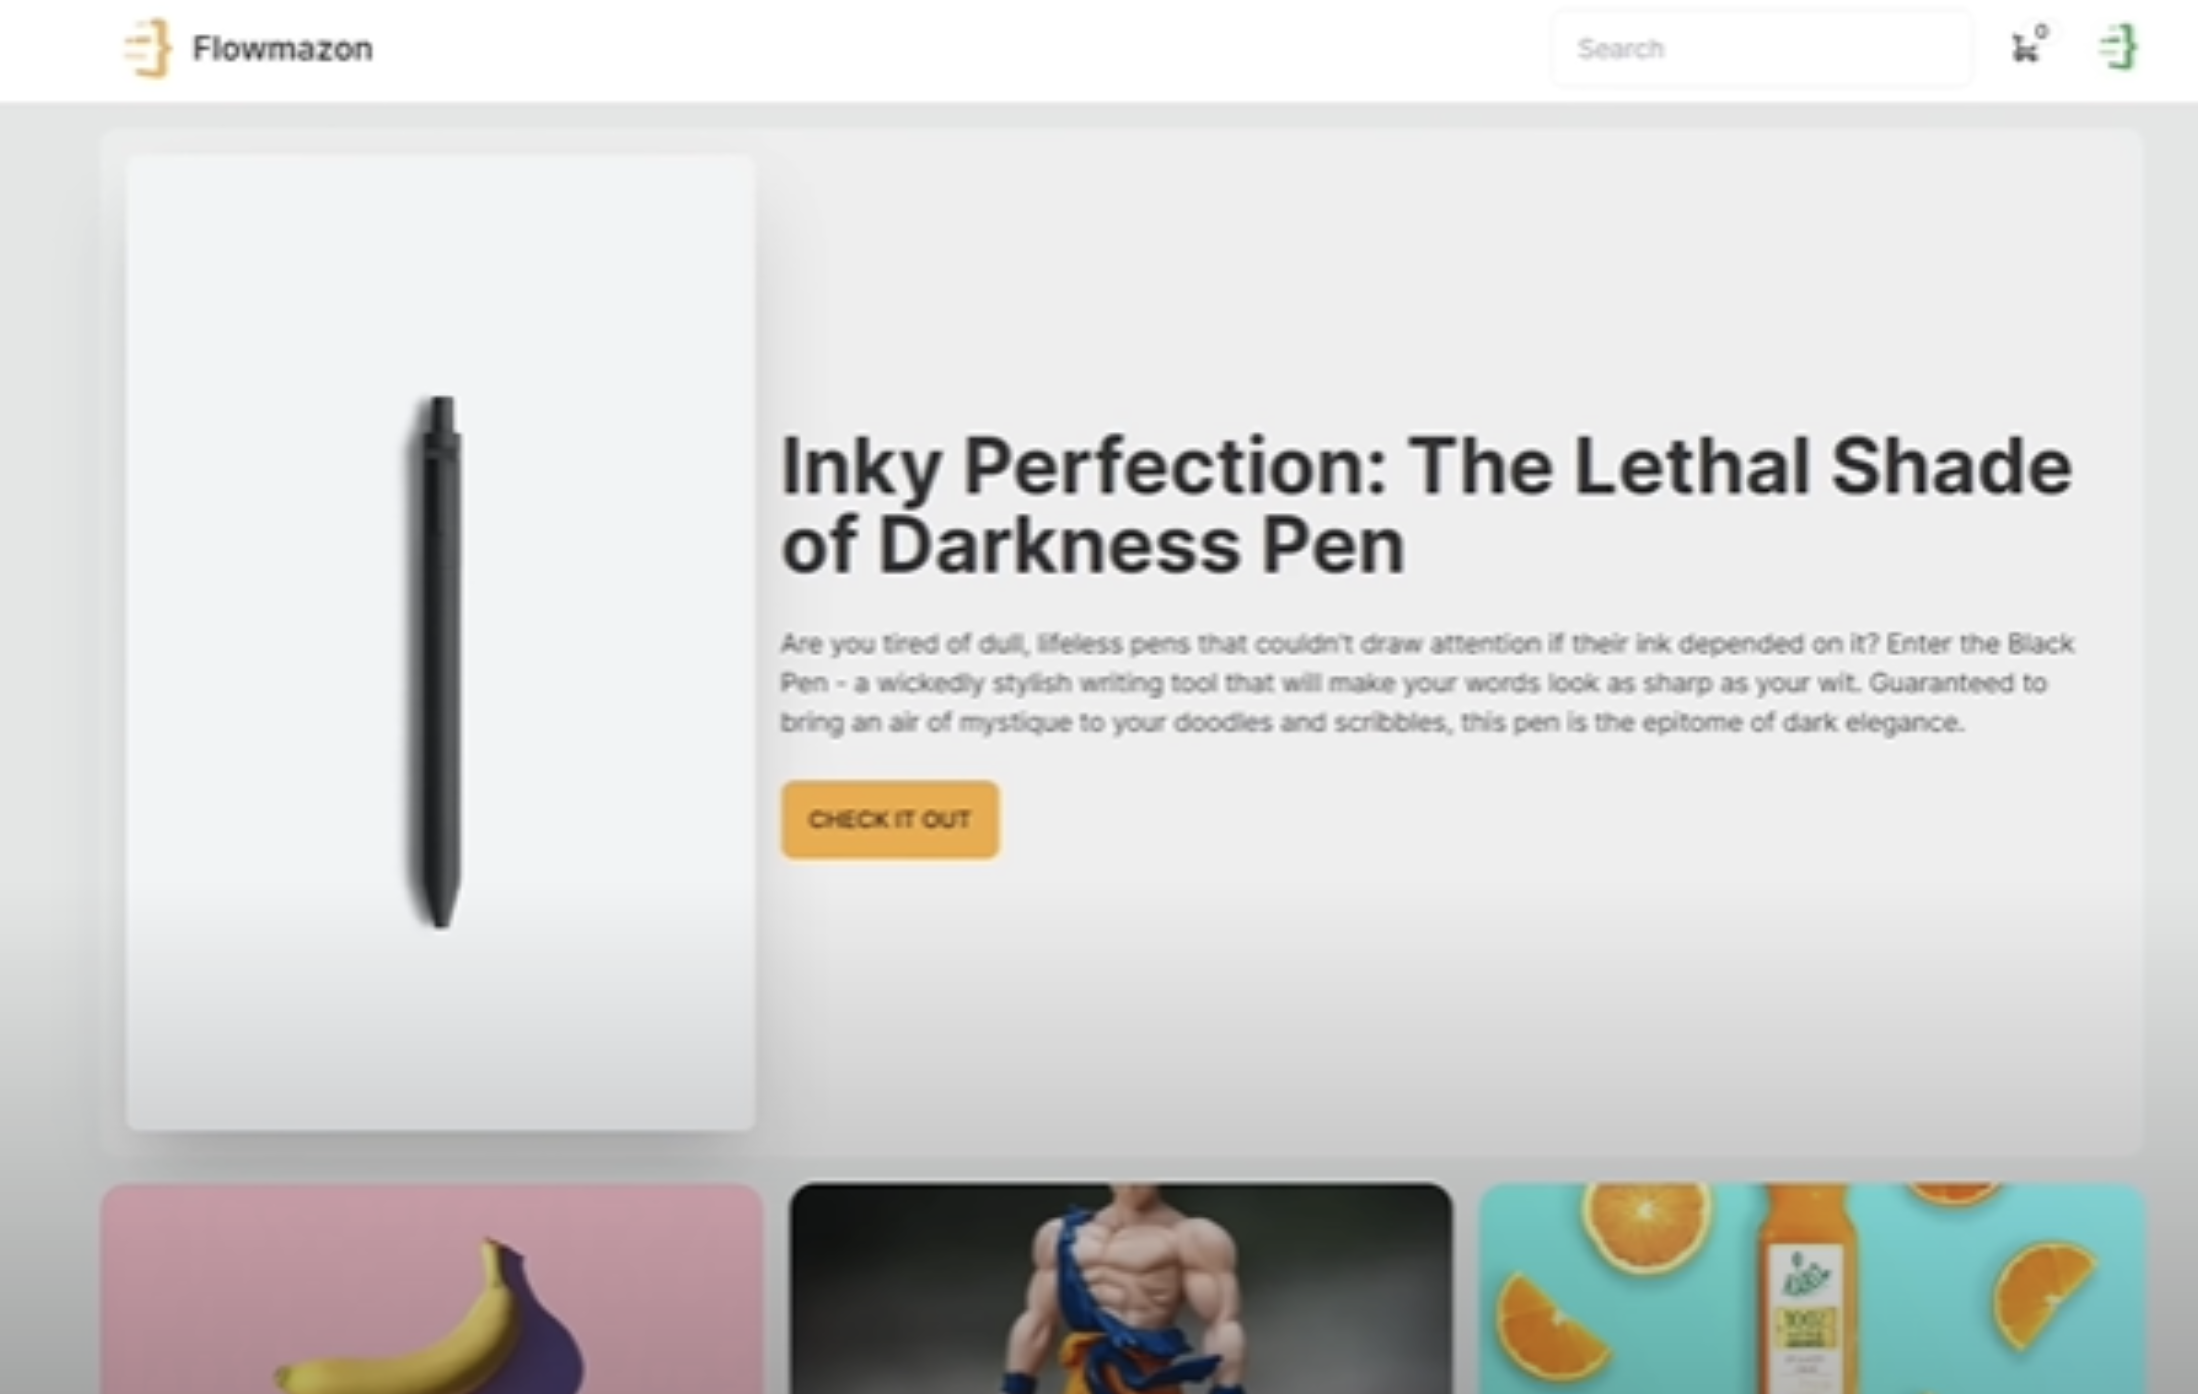 Flowmazon
Search
0
Inky Perfection: The Lethal Shade
of Darkness Pen
Are you tired of dull, lifeless pens that couldn't draw attention if their ink depended on it? Enter the Black
Pen - a wickedly stylish writing tool that will make your words look as sharp as your wit. Guaranteed to
bring an air of mystique to your doodles and scribbles, this pen is the epitome of dark elegance.
CHECK IT OUT